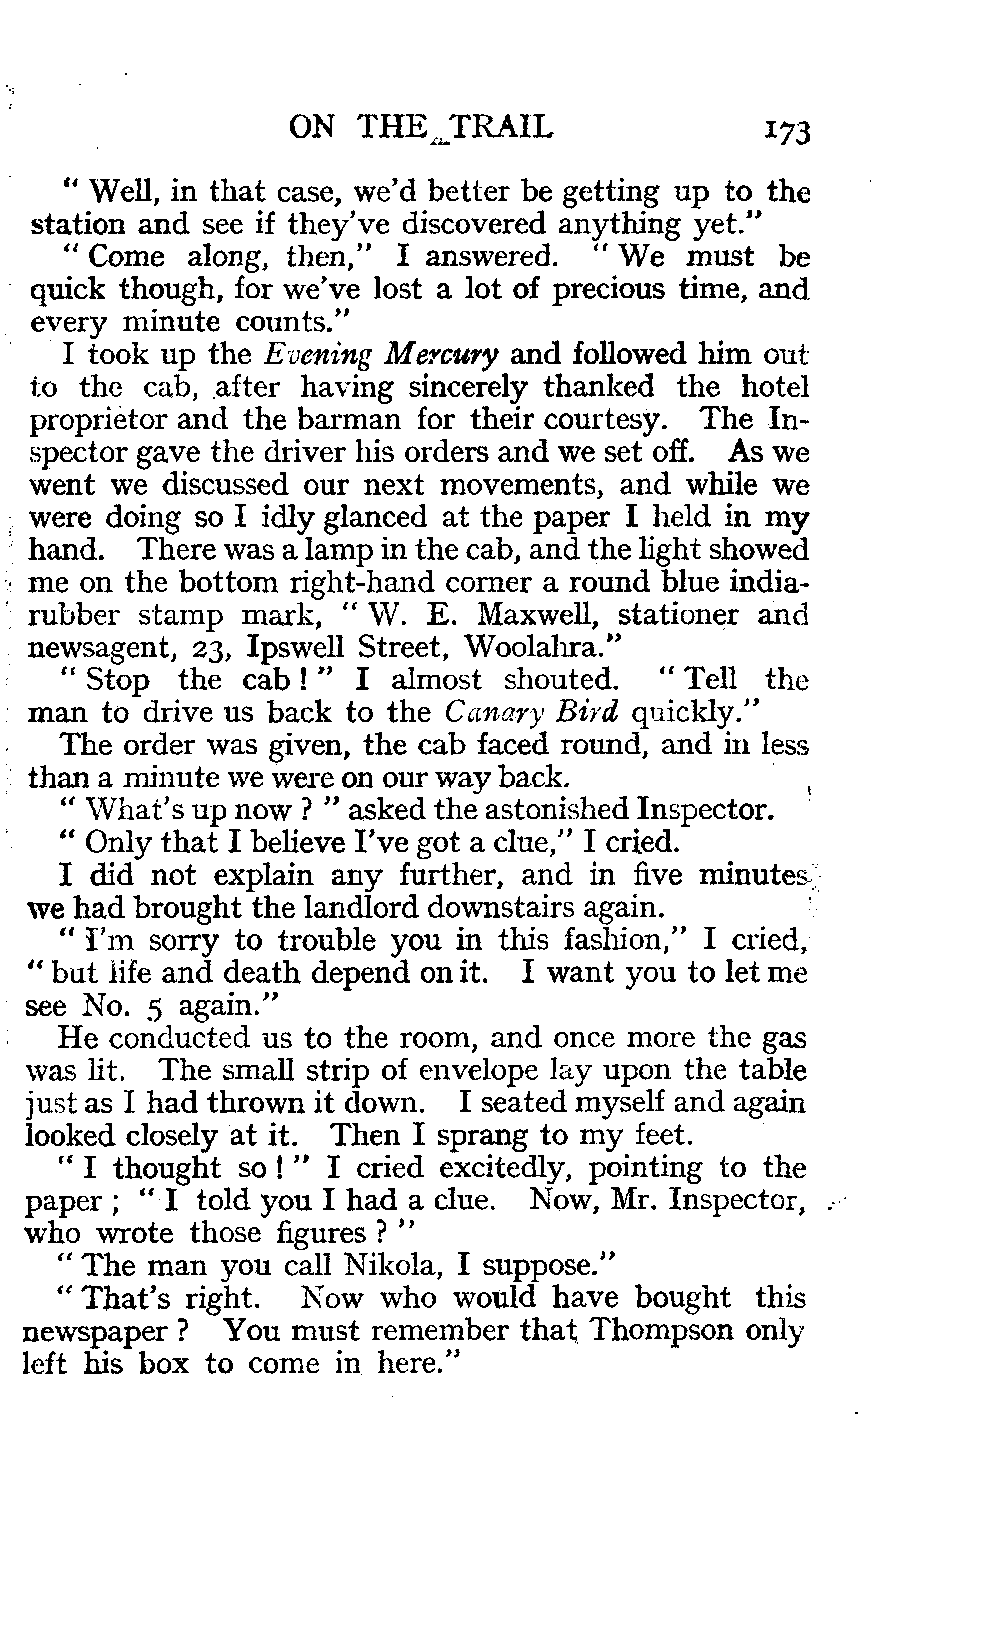 ON THE TRAIL 173
" Well, in that case, we'd better be getting up to the
station and see if they've discovered anything yet."
" Come along, then," I answered. " We must be
quick though, for we've lost a lot of precious time, and
every minute counts."
I took up the Evening Mercury and followed him out
to the cab, after having sincerely thanked the hotel
proprietor and the barman for their courtesy. The In-
spector gave the driver his orders and we set off. As we
went we discussed our next movements, and while we
were doing so I idly glanced at the paper I held in my
hand. There was a lamp in the cab, and the light showed
me on the bottom right-hand corner a round blue india-
rubber stamp mark, " W. E. Maxwell, stationer and
newsagent, 23, Ipswell Street, Woolahra."
" Stop the cab ! " I almost shouted. " Tell the
man to drive us back to the Canary Bird quickly."
The order was given, the cab faced round, and in less
than a minute we were on our way back.
" What's up now ? " asked the astonished Inspector.
" Only that I believe I've got a clue," I cried.
I did not explain any further, and in five minutes
we had brought the landlord downstairs again.
" I'm sorry to trouble you in this fashion," I cried,
" but life and death depend on it. I want you to let me
see No. 5 again."
He conducted us to the room, and once more the gas
was lit. The small strip of envelope lay upon the table
just as I had thrown it down. I seated myself and again
looked closely at it. Then I sprang to my feet.
" I thought so ! " I cried excitedly, pointing to the
paper ; " I told you I had a clue. Now, Mr. Inspector,
who wrote those figures ? "
" The man you call Nikola, I suppose."
" That's right. Now who would have bought this
newspaper ? You must remember that Thompson only
left his box to come in here."